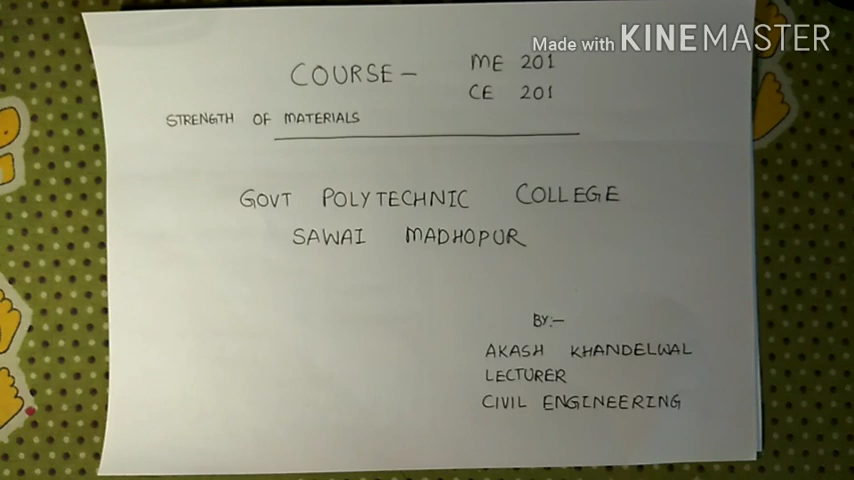 Made with KINEMASTER
COURSE – ME 201
CE 201
STRENGTH OF MATERIALS
GOVT POLYTECHNIC COLLEGE
SAWAI MADHOPUR
BY:–
AKASH KHANDELWAL
LECTURER
CIVIL ENGINEERING